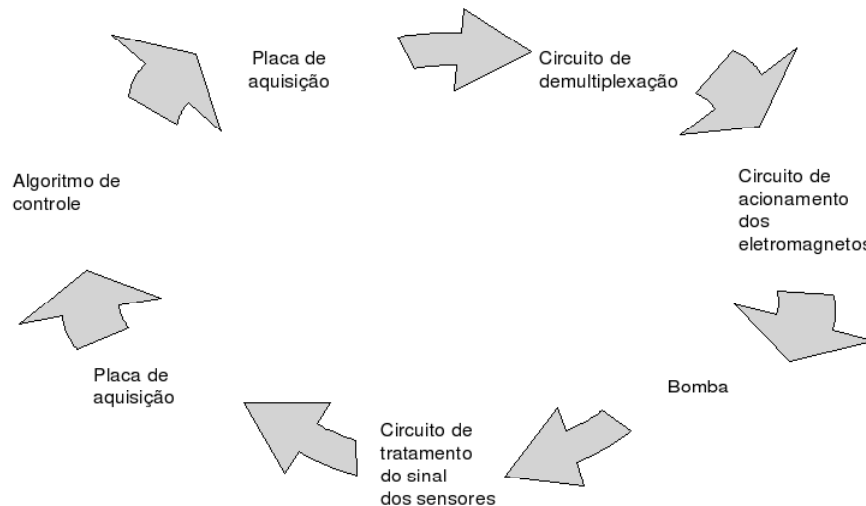 Placa de
aquisição
Circuito de
demultiplexação
Circuito de
acionamento
dos
eletromagnetos
Bomba
Circuito de
tratamento
do sinal
dos sensores
Placa de
aquisição
Algoritmo de
controle